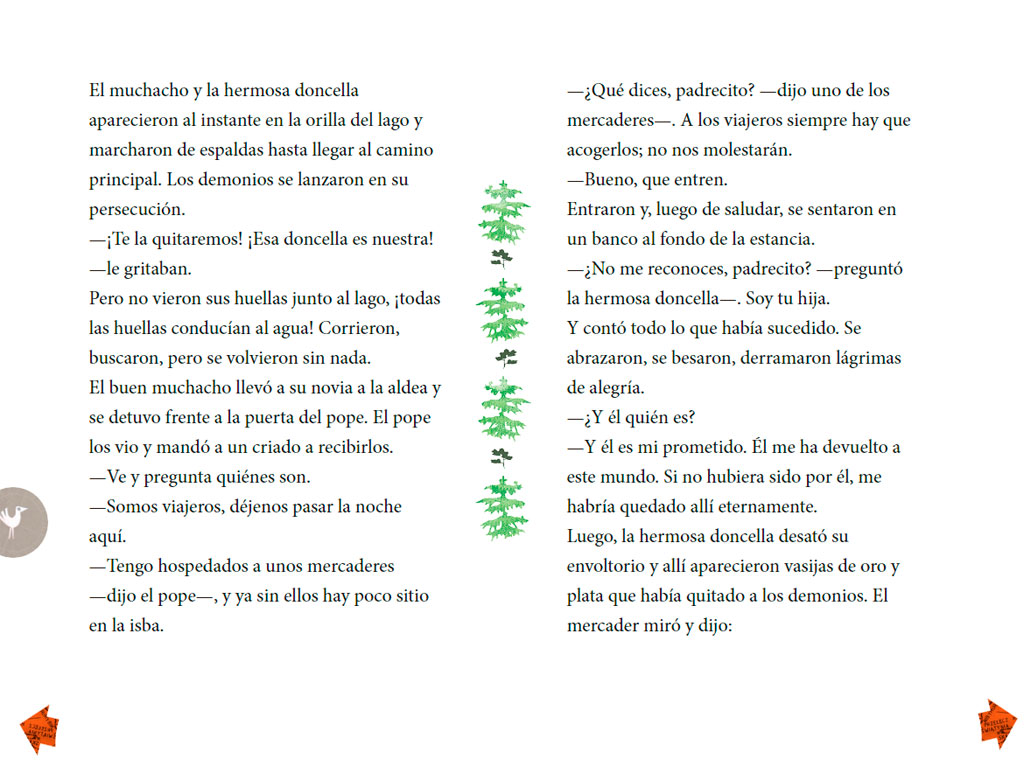 El muchacho y la hermosa doncella
aparecieron al instante en la orilla del lago y
marcharon de espaldas hasta llegar al camino
principal. Los demonios se lanzaron en su
persecución.
—¡Te la quitaremos! ¡Esa doncella es nuestra!
—le gritaban.
Pero no vieron sus huellas junto al lago, ¡todas
las huellas conducían al agua! Corrieron,
buscaron, pero se volvieron sin nada.
El buen muchacho llevó a su novia a la aldea y
se detuvo frente a la puerta del pope. El pope
los vio y mandó a un criado a recibirlos.
—Ve y pregunta quiénes son.
—Somos viajeros, déjenos pasar la noche
aquí.
—Tengo hospedados a unos mercaderes
—dijo el pope—, y ya sin ellos hay poco sitio
en la isba.
—¿Qué dices, padrecito? —dijo uno de los
mercaderes—. A los viajeros siempre hay que
acogerlos; no nos molestarán.
—Bueno, que entren.
Entraron y, luego de saludar, se sentaron en
un banco al fondo de la estancia.
—¿No me reconoces, padrecito? —preguntó
la hermosa doncella—. Soy tu hija.
Y contó todo lo que había sucedido. Se
abrazaron, se besaron, derramaron lágrimas
de alegría.
—¿Y él quién es?
—Y él es mi prometido. Él me ha devuelto a
este mundo. Si no hubiera sido por él, me
habría quedado allí eternamente.
Luego, la hermosa doncella desató su
envoltorio y allí aparecieron vasijas de oro y
plata que había quitado a los demonios. El
mercader miró y dijo: